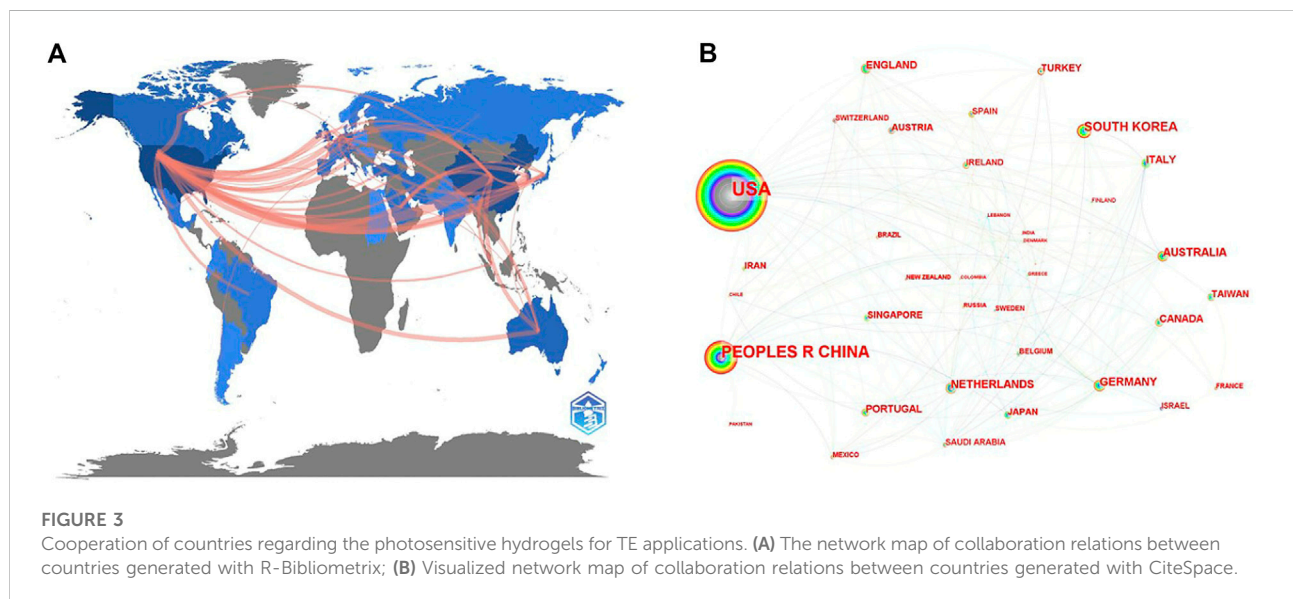 A
BIBLIOMETRIX
B
ENGLAND
TURKEY
SWITZERLAND
AUSTRIA
SPAIN
SOUTH KOREA
IRELAND
ITALY
USA
FINLAND
LEBANON
BRAZIL
INDIA
DENMARK
AUSTRALIA
IRAN
NEW ZEALAND
COLOMBIA
GREECE
CHILE
TAIWAN
RUSSIA
SWEDEN
SINGAPORE
CANADA
PEOPLES R CHINA
BELGIUM
NETHERLANDS
GERMANY
FRANCE
PORTUGAL
JAPAN
ISRAEL
PAKISTAN
SAUDI ARABIA
MEXICO
FIGURE 3
Cooperation of countries regarding the photosensitive hydrogels for TE applications. (A) The network map of collaboration relations between
countries generated with R-Bibliometrix; (B) Visualized network map of collaboration relations between countries generated with CiteSpace.